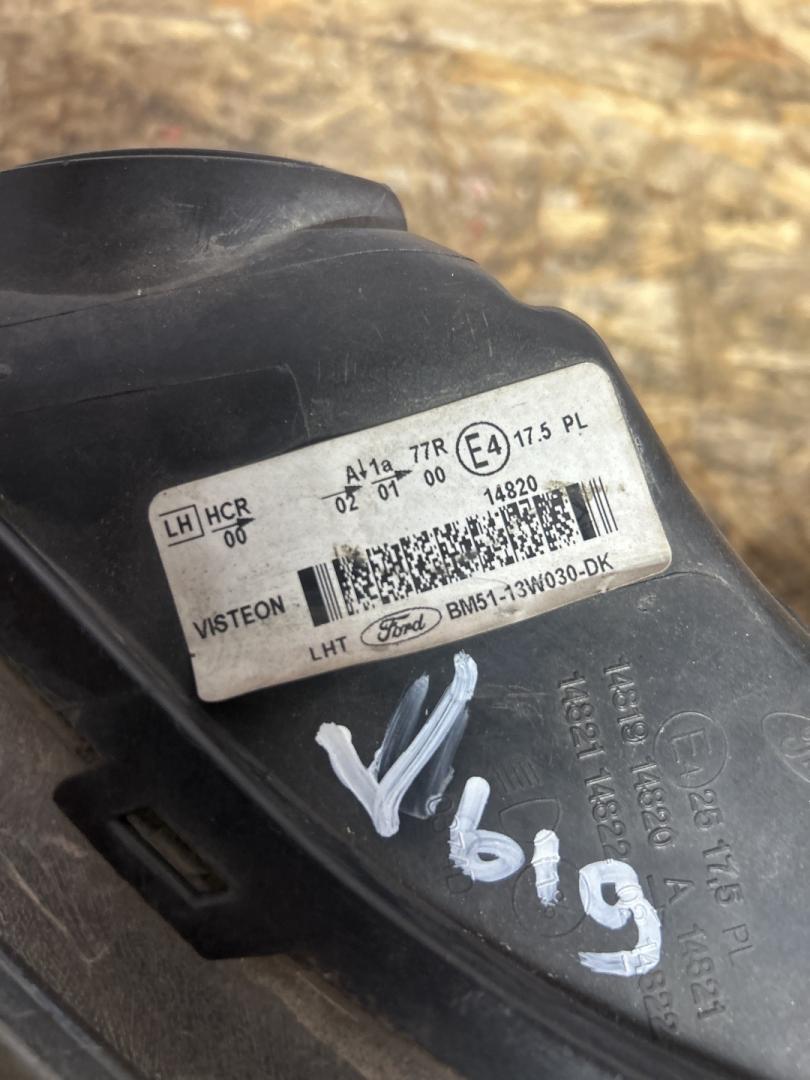 LH HCR A 1a 77R E4 17.5 PL
00 02 01 00
14820
VISTEON
LHT Ford BM51-13W030-DK
V619
14819 14820 A 14821
14821 14822
E4 25 17.5 PL
14822